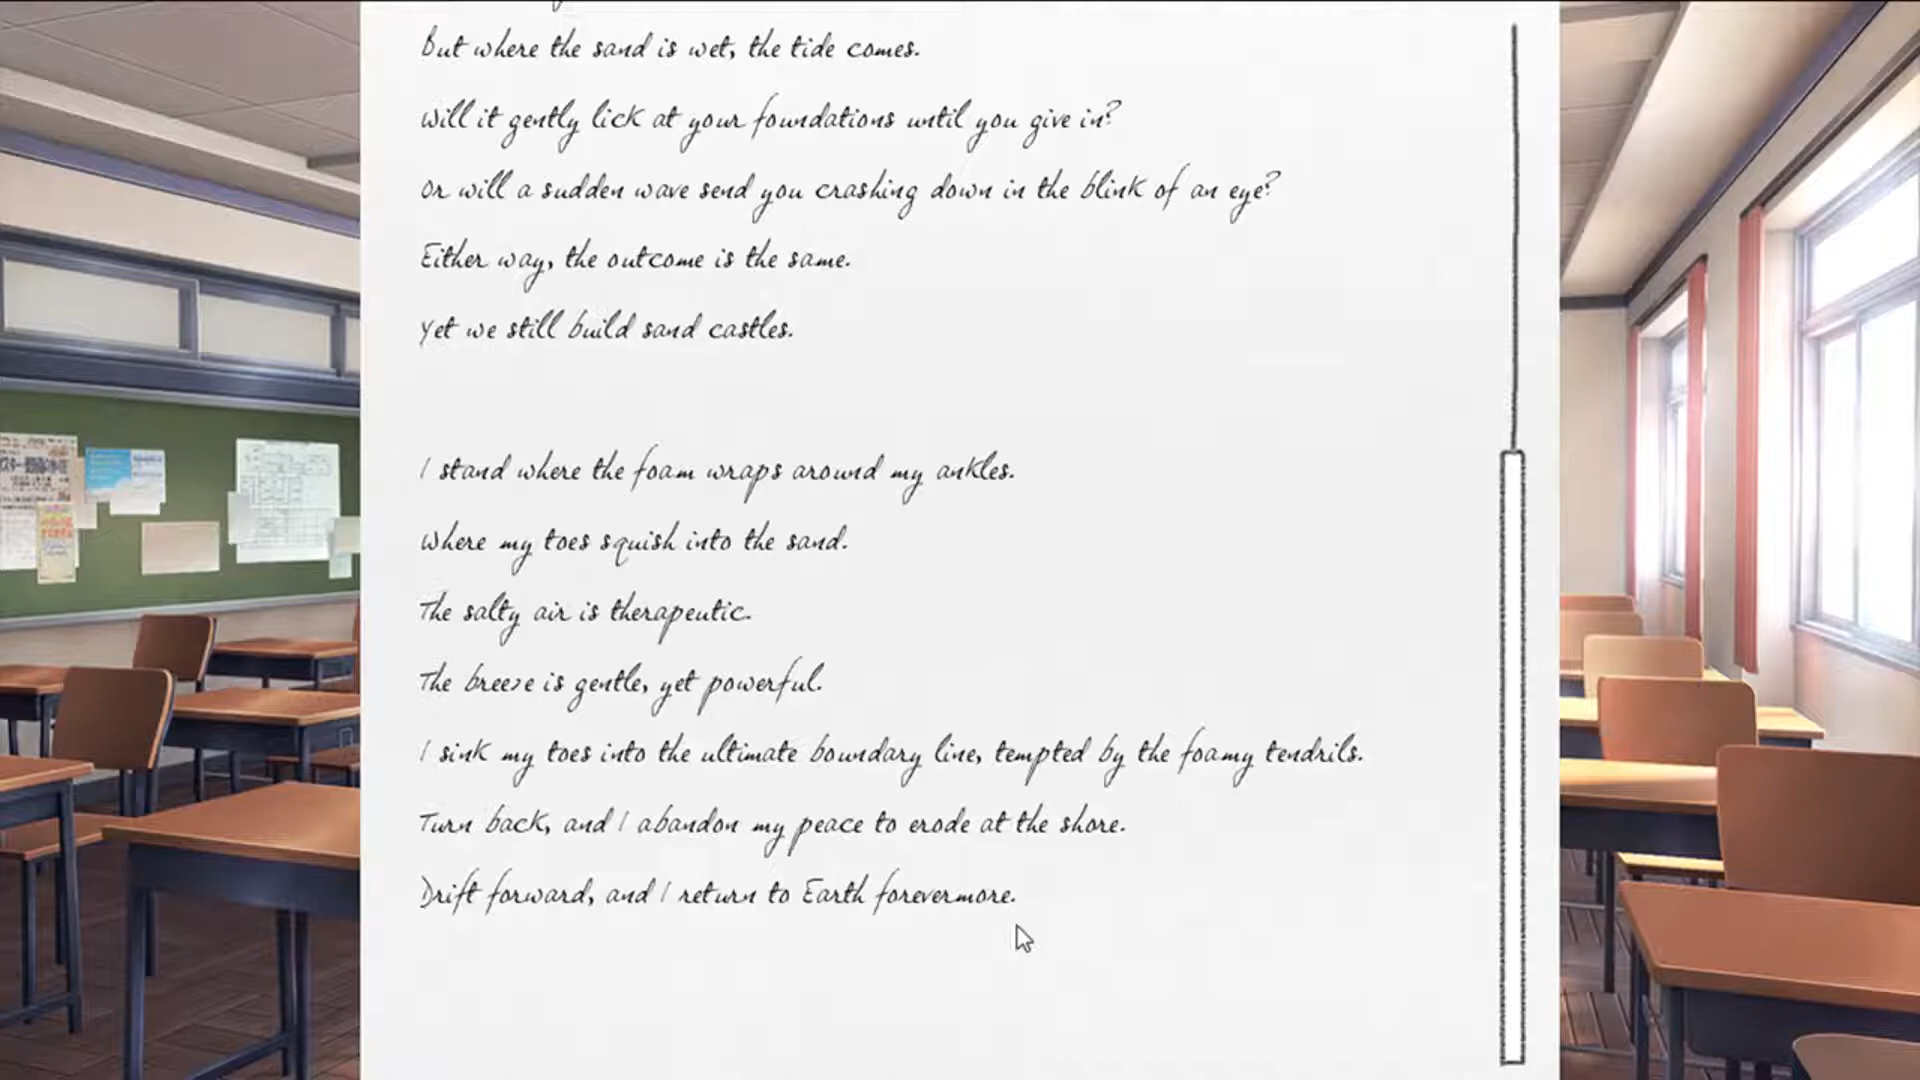 But where the sand is wet, the tide comes.
Will it gently lick at your foundations until you give in?
Or will a sudden wave send you crashing down in the blink of an eye?
Either way, the outcome is the same.
Yet we still build sand castles.
I stand where the foam wraps around my ankles.
Where my toes squish into the sand.
The salty air is therapeutic.
The breeze is gentle, yet powerful.
I sink my toes into the ultimate boundary line, tempted by the foamy tendrils.
Turn back, and I abandon my peace to erode at the shore.
Drift forward, and I return to Earth forevermore.